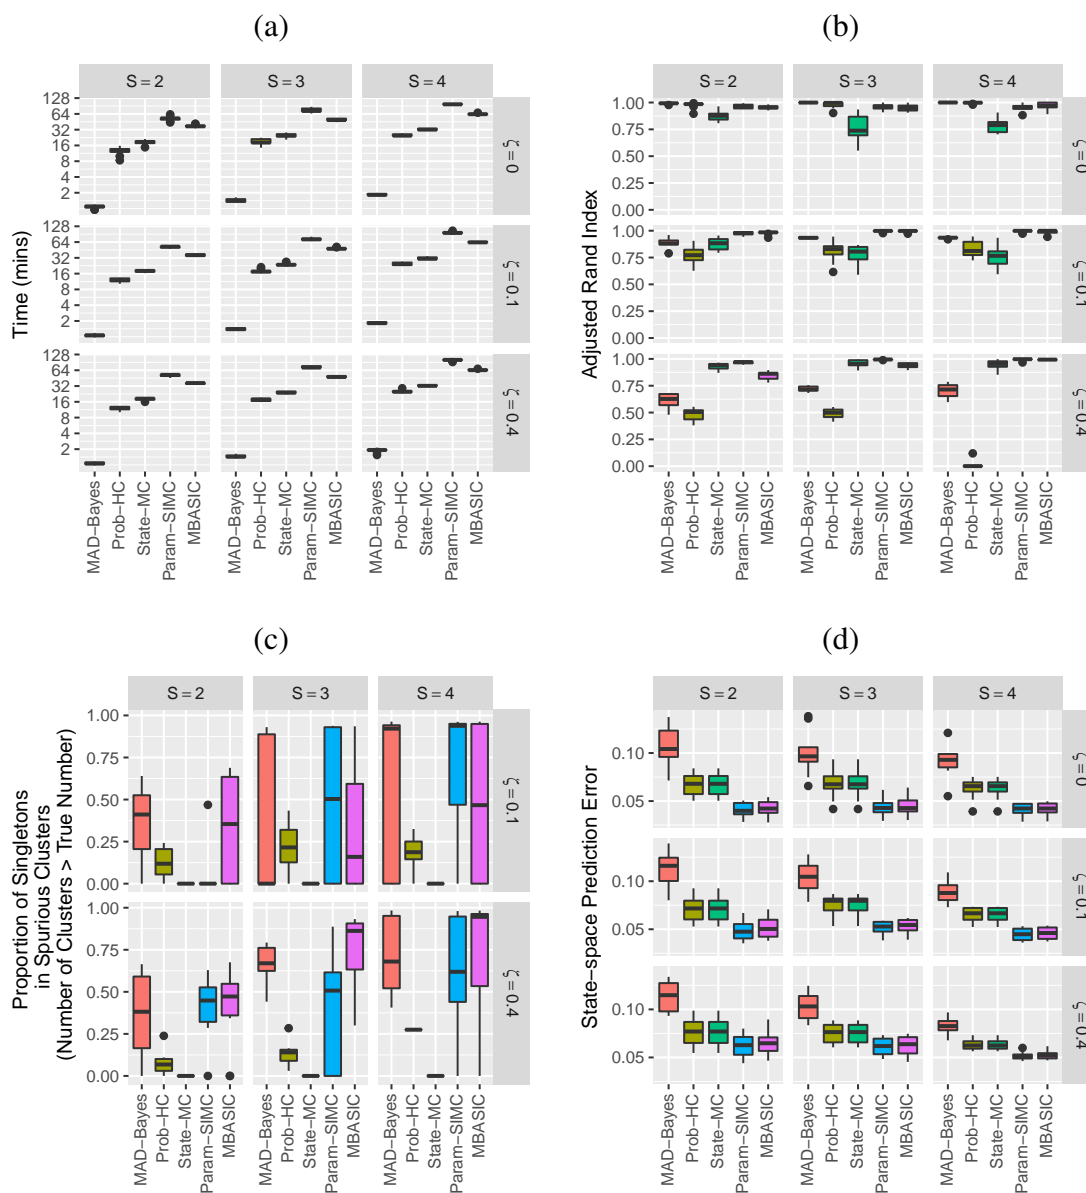 (a)
S = 2 S = 3 S = 4
128
64
32
16
8
4
2
ζ = 0
128
64
32
16
8
4
2
ζ = 0.1
128
64
32
16
8
4
2
ζ = 0.4
Time (mins)
MAD−Bayes
Prob−HC
State−MC
Param−SIMC
MBASIC
MAD−Bayes
Prob−HC
State−MC
Param−SIMC
MBASIC
MAD−Bayes
Prob−HC
State−MC
Param−SIMC
MBASIC
(b)
S = 2 S = 3 S = 4
1.00
0.75
0.50
0.25
0.00
ζ = 0
1.00
0.75
0.50
0.25
0.00
ζ = 0.1
1.00
0.75
0.50
0.25
0.00
ζ = 0.4
Adjusted Rand Index
MAD−Bayes
Prob−HC
State−MC
Param−SIMC
MBASIC
MAD−Bayes
Prob−HC
State−MC
Param−SIMC
MBASIC
MAD−Bayes
Prob−HC
State−MC
Param−SIMC
MBASIC
(c)
S = 2 S = 3 S = 4
1.00
0.75
0.50
0.25
0.00
ζ = 0.1
1.00
0.75
0.50
0.25
0.00
ζ = 0.4
Proportion of Singletons
in Spurious Clusters
(Number of Clusters > True Number)
MAD−Bayes
Prob−HC
State−MC
Param−SIMC
MBASIC
MAD−Bayes
Prob−HC
State−MC
Param−SIMC
MBASIC
MAD−Bayes
Prob−HC
State−MC
Param−SIMC
MBASIC
(d)
S = 2 S = 3 S = 4
0.10
0.05
ζ = 0
0.10
0.05
ζ = 0.1
0.10
0.05
ζ = 0.4
State−space Prediction Error
MAD−Bayes
Prob−HC
State−MC
Param−SIMC
MBASIC
MAD−Bayes
Prob−HC
State−MC
Param−SIMC
MBASIC
MAD−Bayes
Prob−HC
State−MC
Param−SIMC
MBASIC